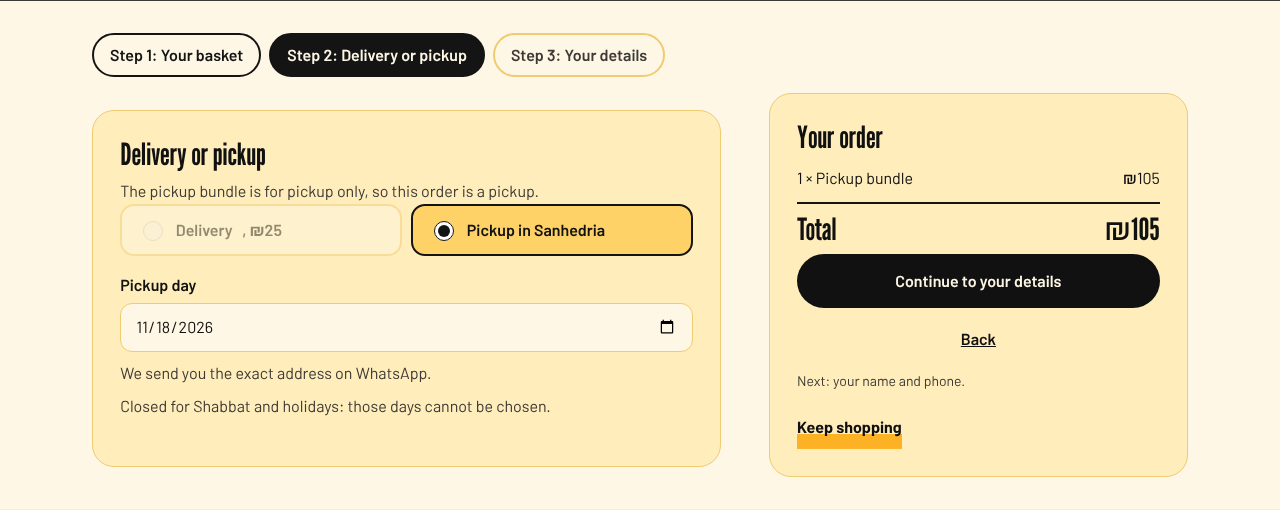 Step 1: Your basket
Step 2: Delivery or pickup
Step 3: Your details
Delivery or pickup
The pickup bundle is for pickup only, so this order is a pickup.
Delivery , ₪25
Pickup in Sanhedria
Pickup day
11/18/2026
We send you the exact address on WhatsApp.
Closed for Shabbat and holidays: those days cannot be chosen.
Your order
1 × Pickup bundle ₪105
Total ₪105
Continue to your details
Back
Next: your name and phone.
Keep shopping